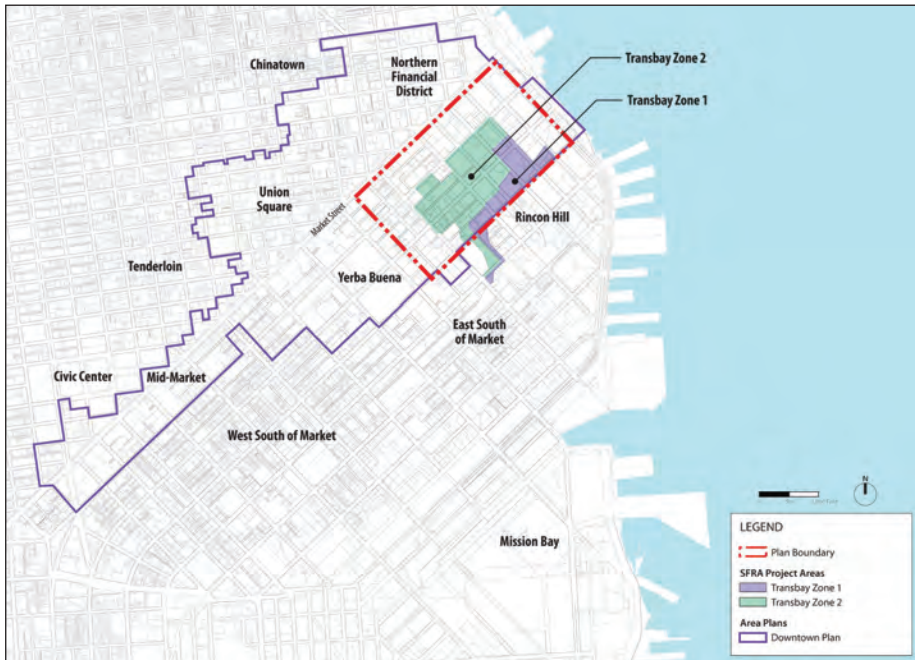 Chinatown
Northern
Financial
District
Transbay Zone 2
Transbay Zone 1
Union
Square
Market Street
Rincon Hill
Tenderloin
Yerba Buena
East South
of Market
Civic Center
Mid-Market
West South of Market
Mission Bay
N
LEGEND
Plan Boundary
SFRA Project Areas
Transbay Zone 1
Transbay Zone 2
Area Plans
Downtown Plan